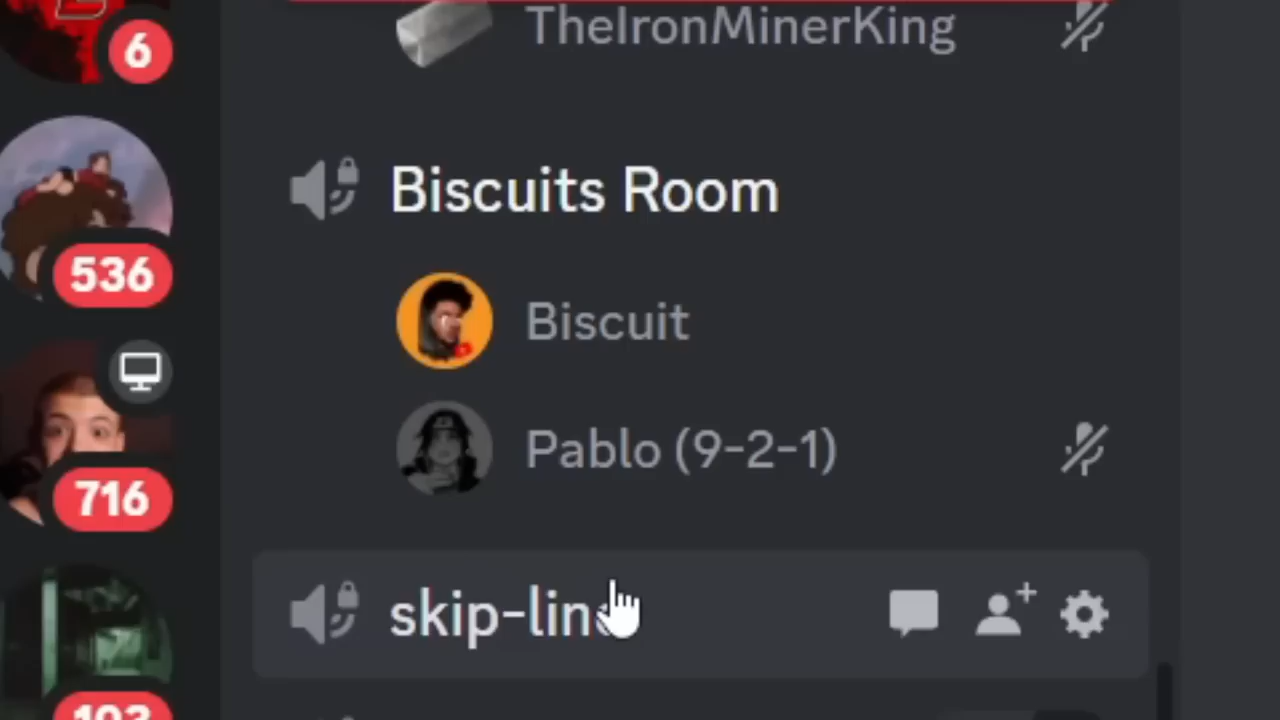 6
TheIronMinerKing
Biscuits Room
536
Biscuit
Pablo (9-2-1)
716